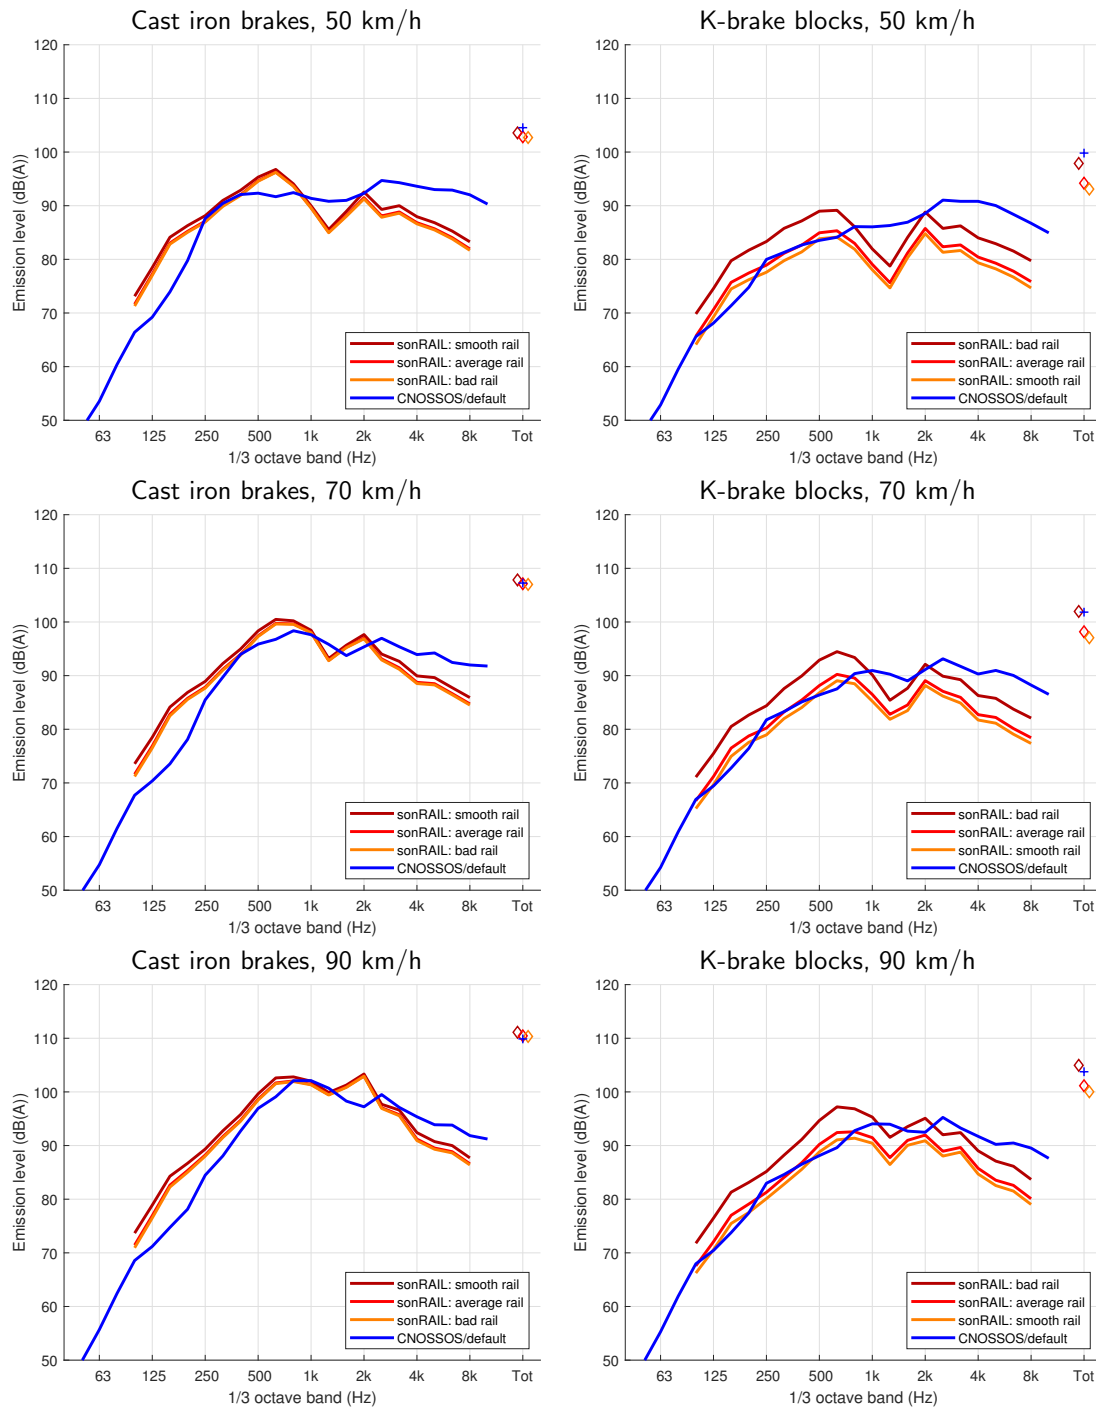 Cast iron brakes, 50 km/h
120
110
100
90
80
70
60
50
Emission level (dB(A))
63 125 250 500 1k 2k 4k 8k Tot
1/3 octave band (Hz)
sonRAIL: smooth rail
sonRAIL: average rail
sonRAIL: bad rail
CNOSSOS/default
K-brake blocks, 50 km/h
120
110
100
90
80
70
60
50
Emission level (dB(A))
63 125 250 500 1k 2k 4k 8k Tot
1/3 octave band (Hz)
sonRAIL: bad rail
sonRAIL: average rail
sonRAIL: smooth rail
CNOSSOS/default
Cast iron brakes, 70 km/h
120
110
100
90
80
70
60
50
Emission level (dB(A))
63 125 250 500 1k 2k 4k 8k Tot
1/3 octave band (Hz)
sonRAIL: smooth rail
sonRAIL: average rail
sonRAIL: bad rail
CNOSSOS/default
K-brake blocks, 70 km/h
120
110
100
90
80
70
60
50
Emission level (dB(A))
63 125 250 500 1k 2k 4k 8k Tot
1/3 octave band (Hz)
sonRAIL: bad rail
sonRAIL: average rail
sonRAIL: smooth rail
CNOSSOS/default
Cast iron brakes, 90 km/h
120
110
100
90
80
70
60
50
Emission level (dB(A))
63 125 250 500 1k 2k 4k 8k Tot
1/3 octave band (Hz)
sonRAIL: smooth rail
sonRAIL: average rail
sonRAIL: bad rail
CNOSSOS/default
K-brake blocks, 90 km/h
120
110
100
90
80
70
60
50
Emission level (dB(A))
63 125 250 500 1k 2k 4k 8k Tot
1/3 octave band (Hz)
sonRAIL: bad rail
sonRAIL: average rail
sonRAIL: smooth rail
CNOSSOS/default